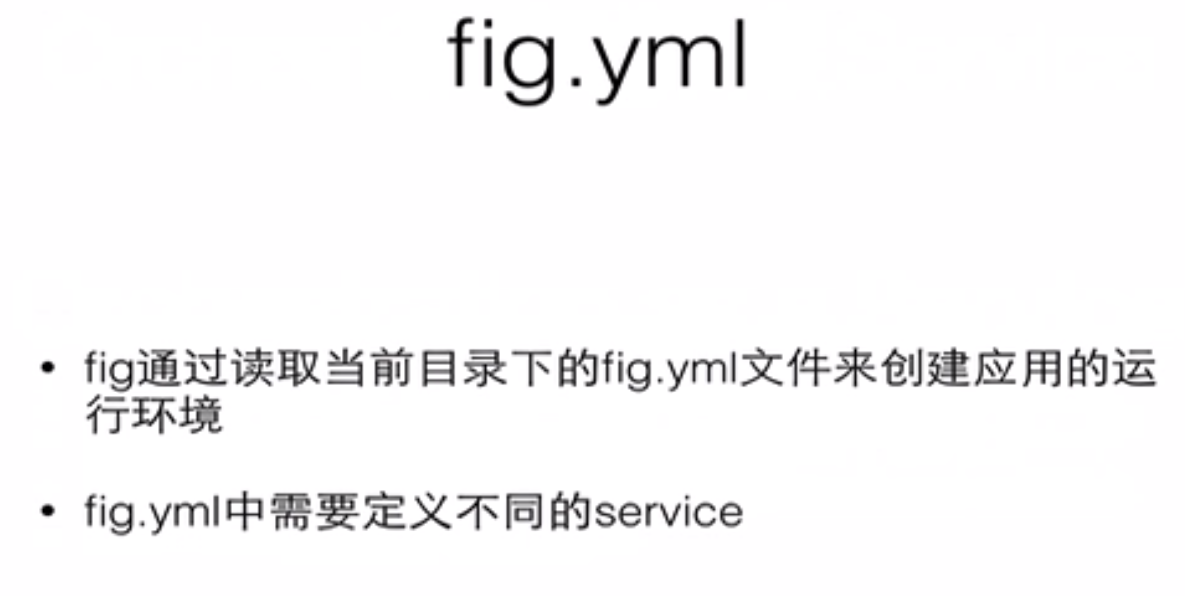 fig.yml
• fig通过读取当前目录下的fig.yml文件来创建应用的运
行环境
• fig.yml中需要定义不同的service